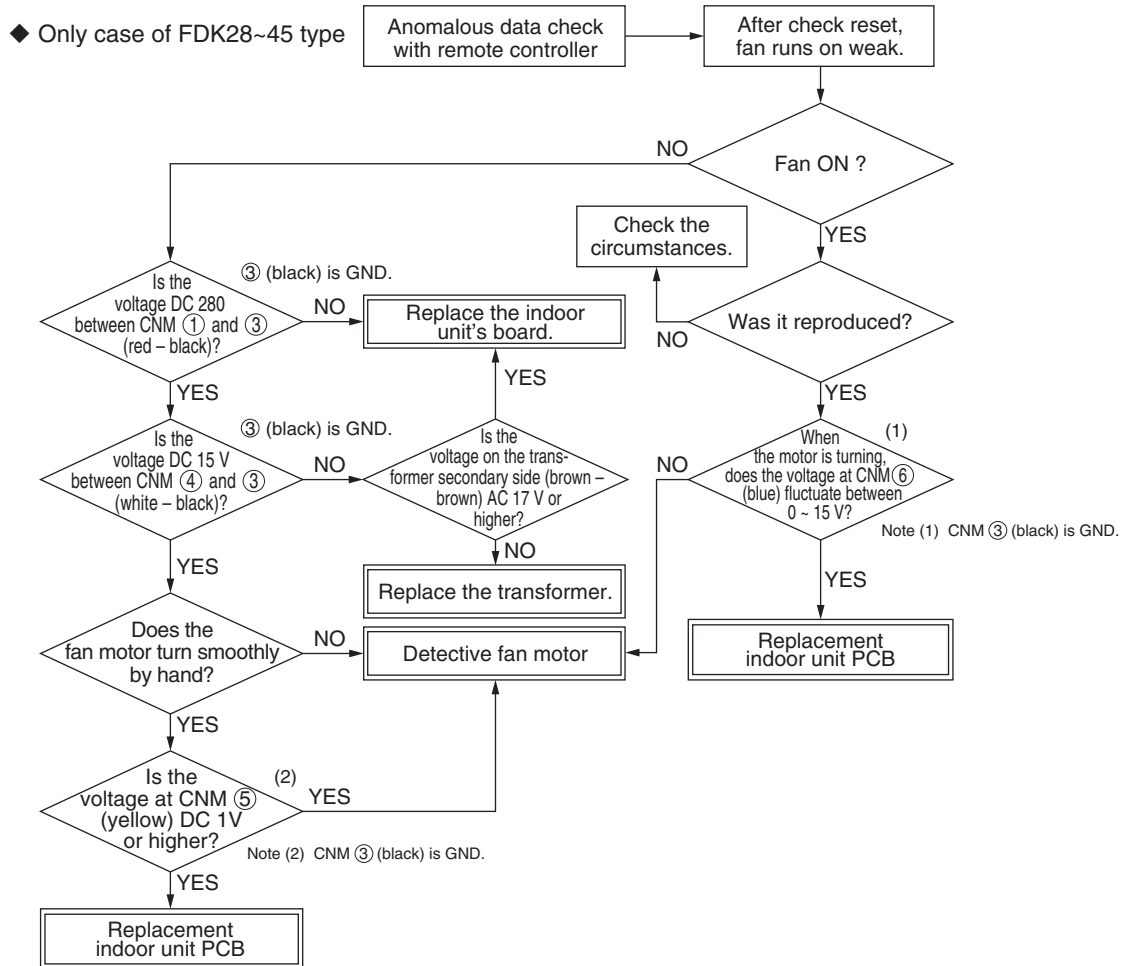 ◆ Only case of FDK28~45 type
Anomalous data check
with remote controller
After check reset,
fan runs on weak.
Fan ON ?
NO
YES
Check the
circumstances.
Was it reproduced?
NO
YES
Is the
voltage DC 280
between CNM ① and ③
(red – black)?
③ (black) is GND.
NO
YES
Replace the indoor
unit's board.
YES
Is the
voltage DC 15 V
between CNM ④ and ③
(white – black)?
③ (black) is GND.
NO
YES
Is the
voltage on the trans-
former secondary side (brown –
brown) AC 17 V or
higher?
NO
Replace the transformer.
When
the motor is turning,
does the voltage at CNM⑥
(blue) fluctuate between
0 ~ 15 V?
(1)
NO
YES
Note (1) CNM ③ (black) is GND.
Replacement
indoor unit PCB
Does the
fan motor turn smoothly
by hand?
NO
YES
Detective fan motor
Is the
voltage at CNM ⑤
(yellow) DC 1V
or higher?
(2)
YES
Note (2) CNM ③ (black) is GND.
YES
Replacement
indoor unit PCB